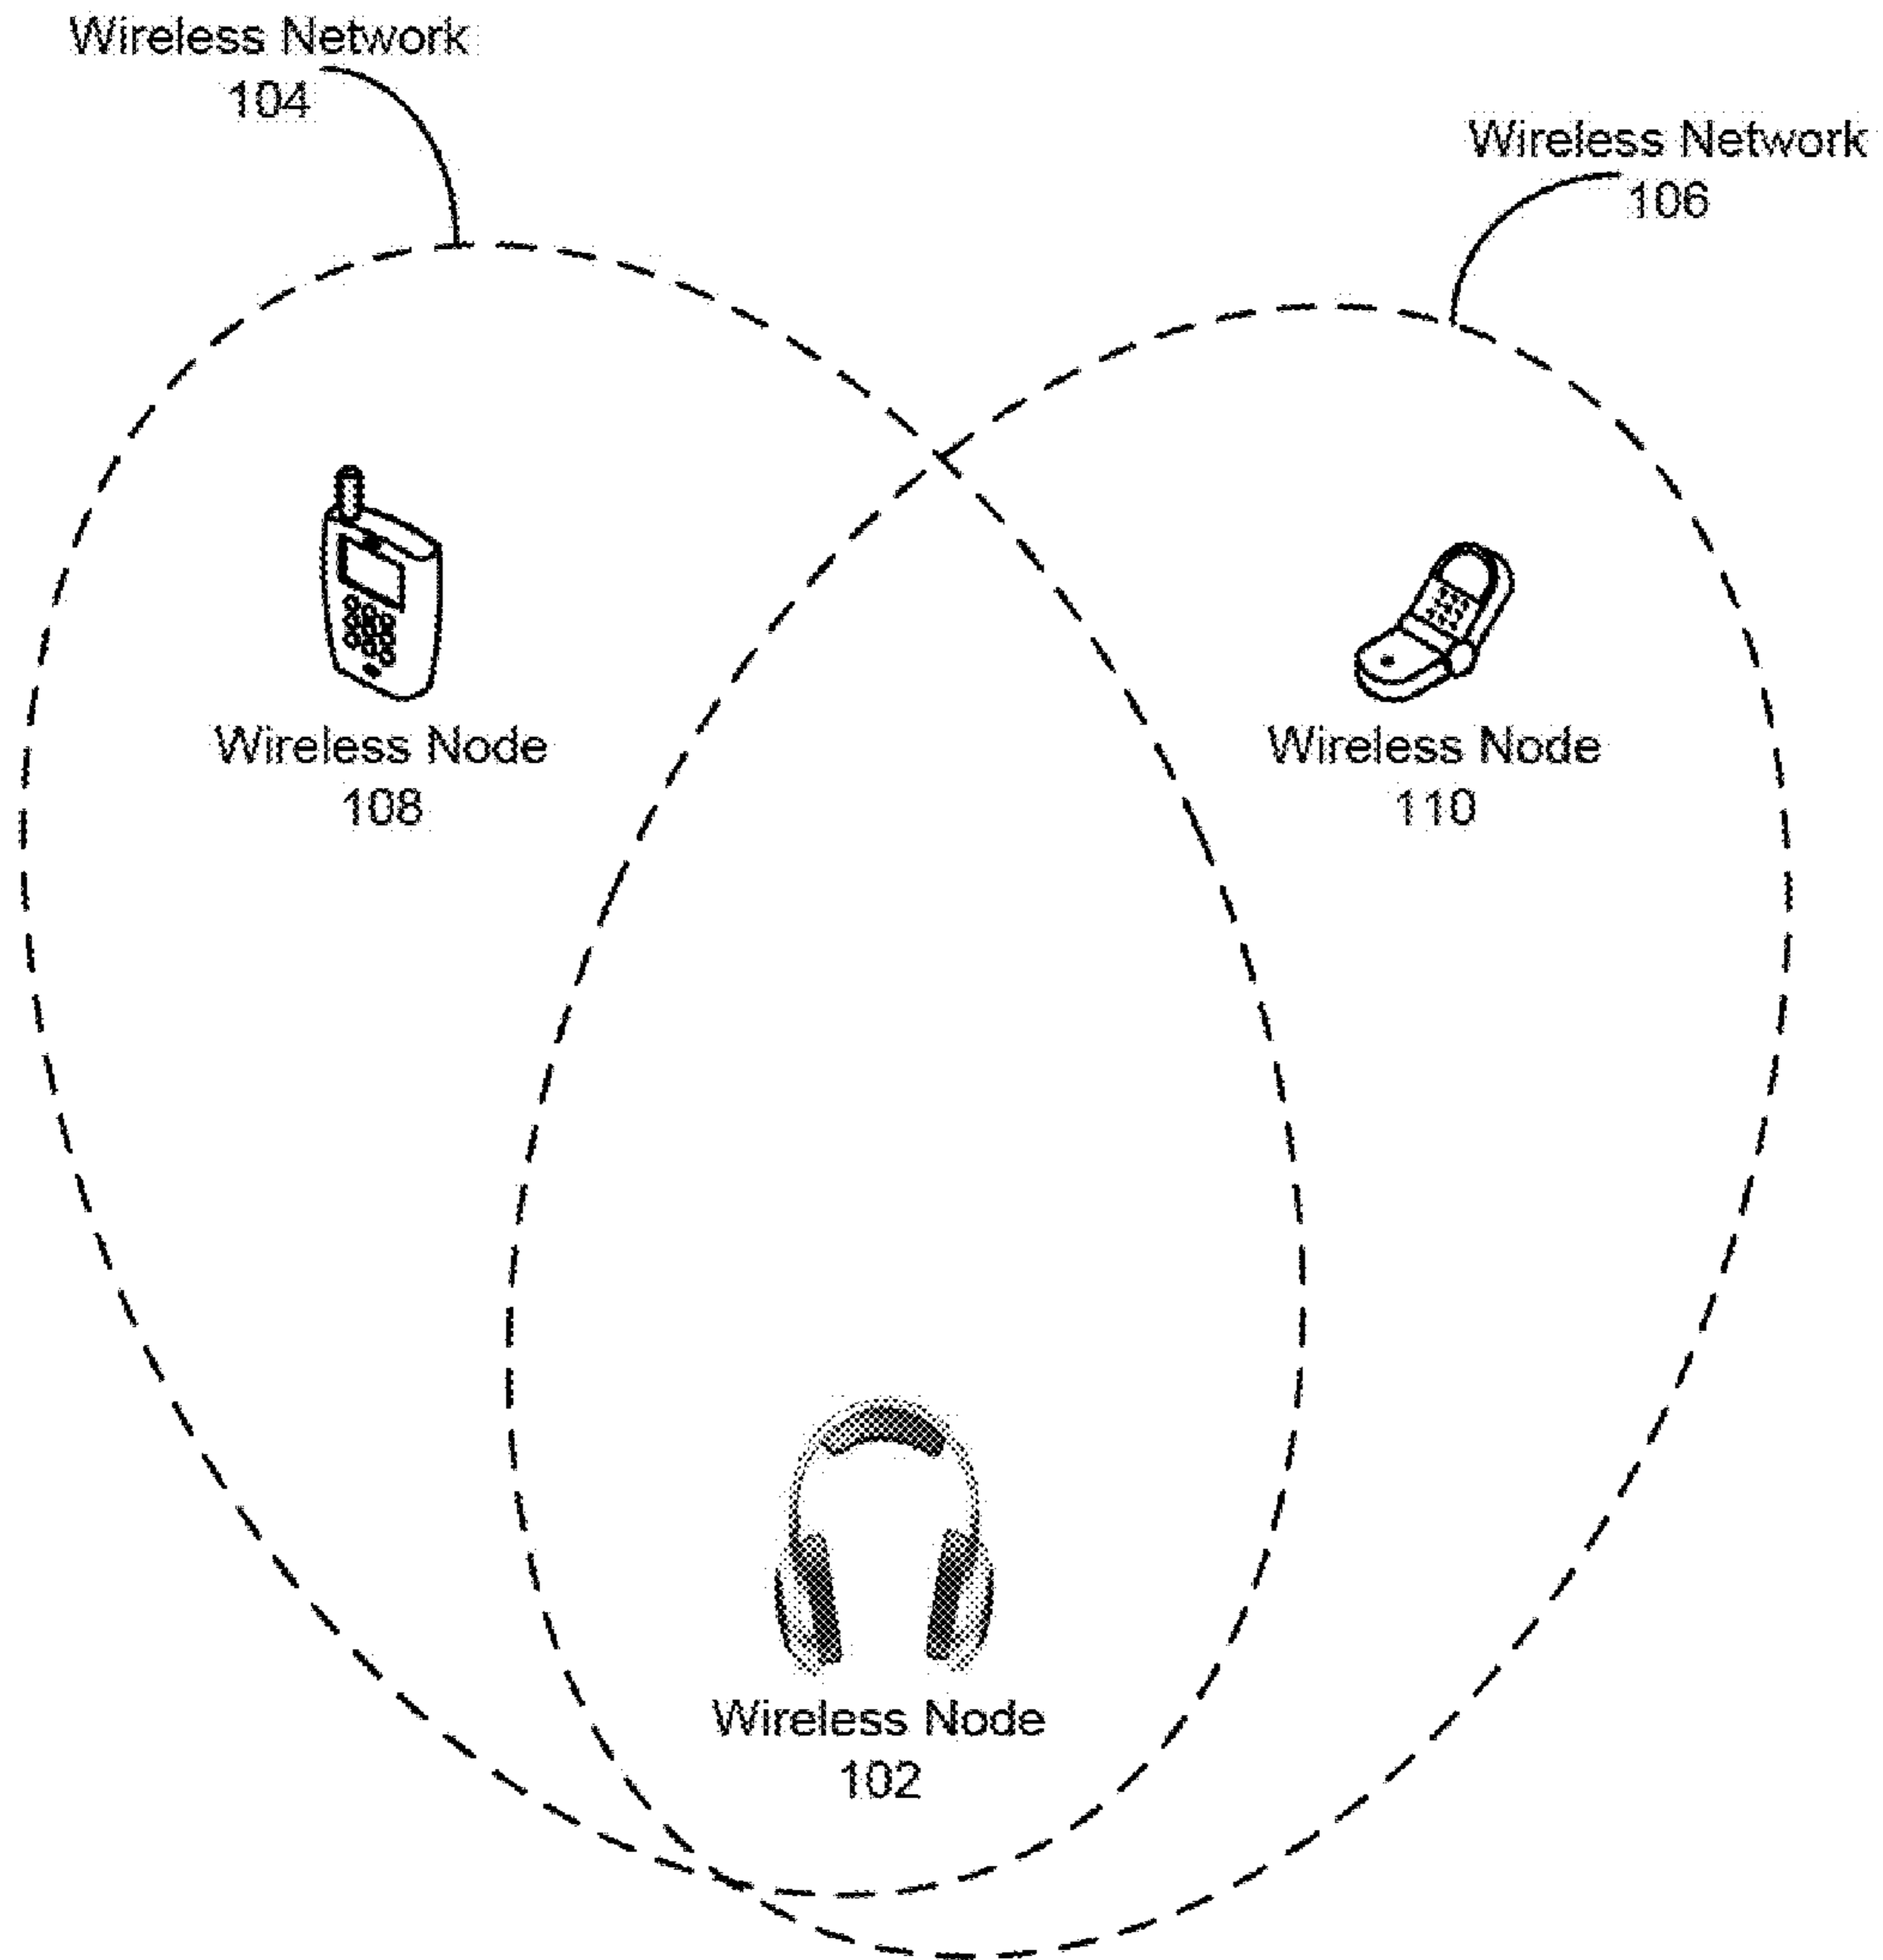 Wireless Network
104
Wireless Network
106
Wireless Node
108
Wireless Node
110
Wireless Node
102